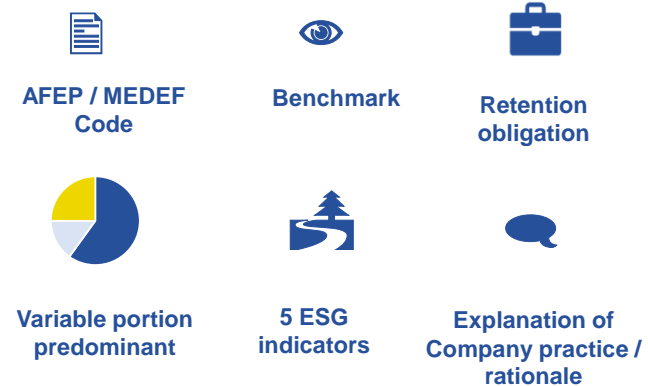 AFEP / MEDEF
Code
Benchmark
Retention
obligation
Variable portion
predominant
5 ESG
indicators
Explanation of
Company practice /
rationale